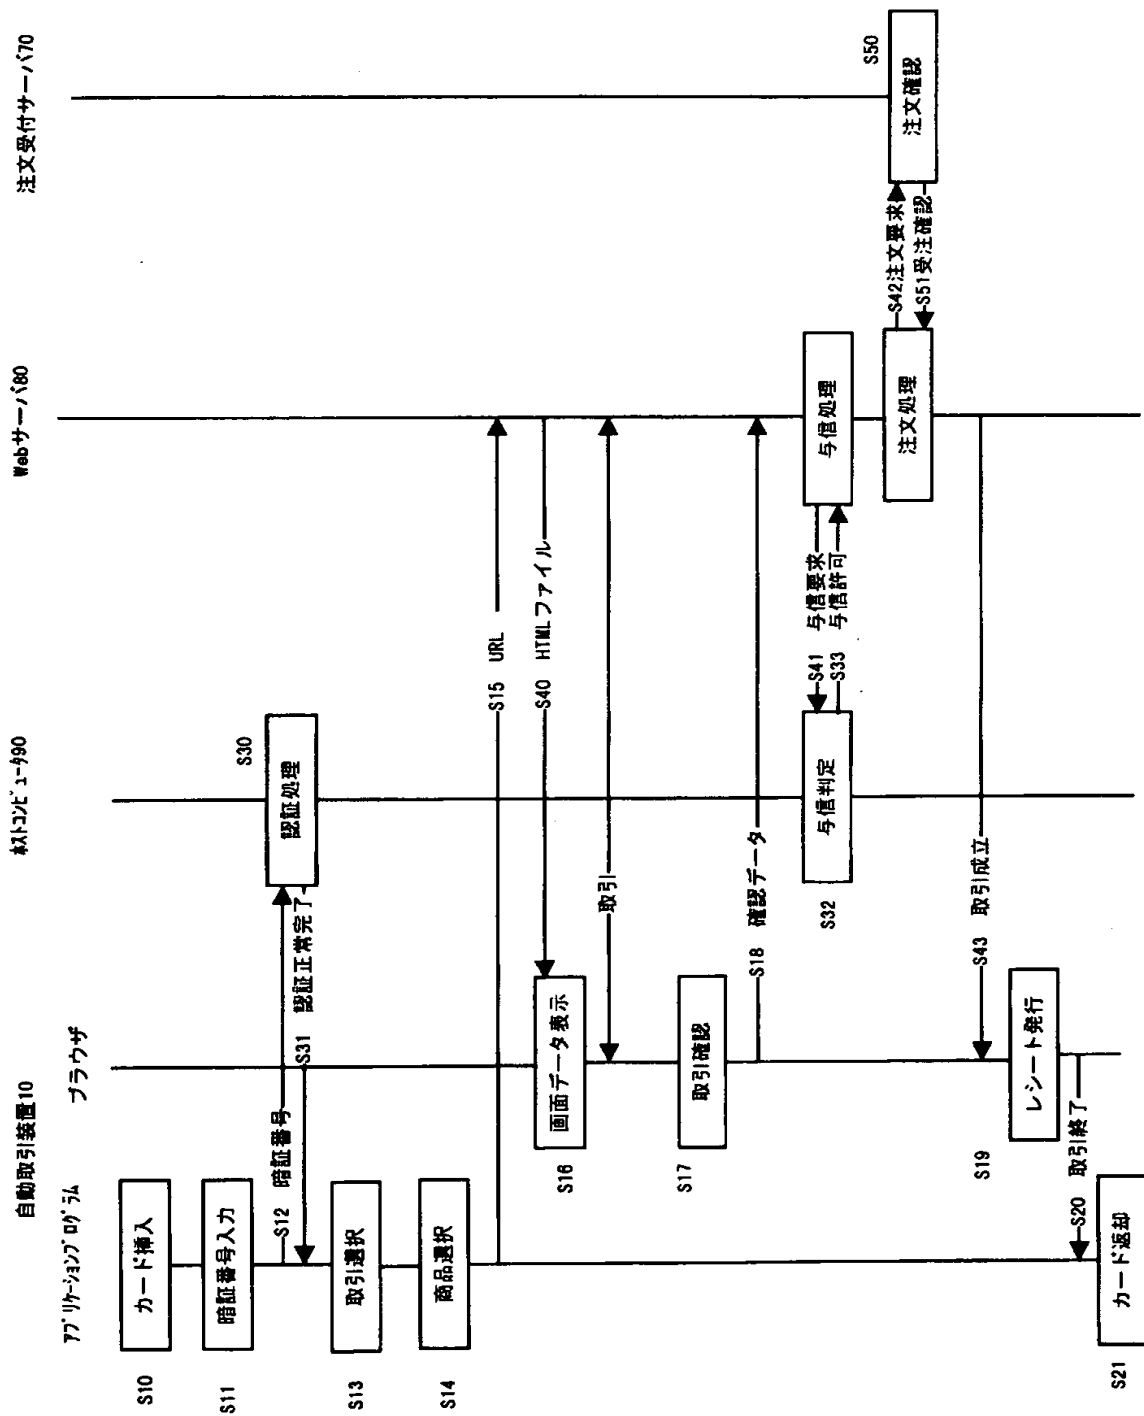 自動取引装置10
アプリケーションプログラム
ブラウザ
ホストコンピュータ90
Webサーバ80
注文受付サーバ70
S10
カード挿入
S11
暗証番号入力
S12 暗証番号
S30
認証処理
S31 認証正常完了
S13
取引選択
S14
商品選択
S15 URL
S40 HTMLファイル
S16
画面データ表示
取引
S17
取引確認
S18 確認データ
与信処理
S41 与信要求
S33 与信許可
S32
与信判定
注文処理
S42注文要求
S51受注確認
S50
注文確認
S43 取引成立
S19
レシート発行
S20 取引終了
S21
カード返却